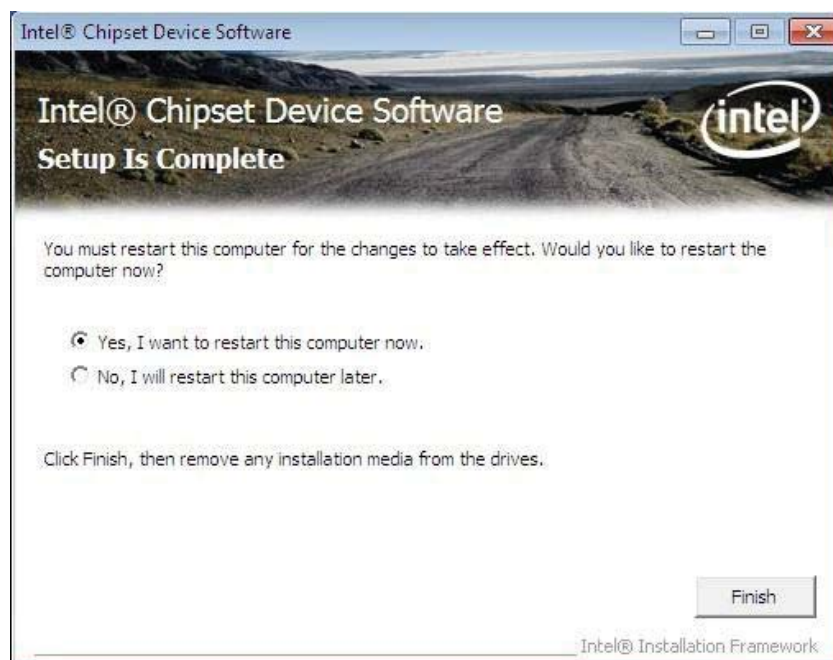 Intel® Chipset Device Software
Intel® Chipset Device Software
intel
Setup Is Complete
You must restart this computer for the changes to take effect. Would you like to restart the
computer now?
Yes, I want to restart this computer now.
No, I will restart this computer later.
Click Finish, then remove any installation media from the drives.
Finish
Intel® Installation Framework